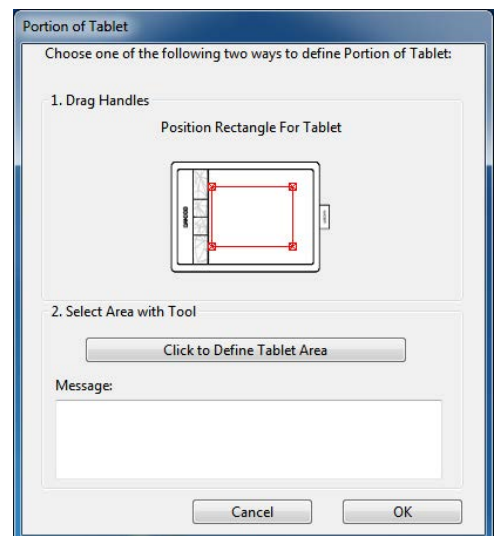 Portion of Tablet
Choose one of the following two ways to define Portion of Tablet:
1. Drag Handles
Position Rectangle For Tablet
2. Select Area with Tool
Click to Define Tablet Area
Message:
Cancel
OK